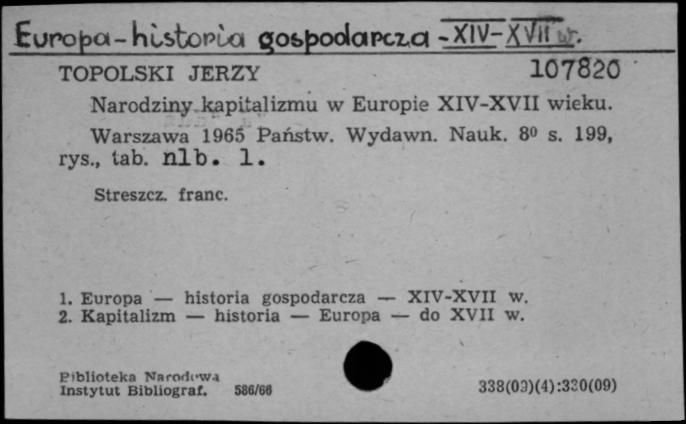 Europa-historia gospodarcza - XIV-XVII w.
TOPOLSKI JERZY 107820
Narodziny kapitalizmu w Europie XIV-XVII wieku.
Warszawa 1965 Państw. Wydawn. Nauk. 8⁰ s. 199,
rys., tab. nlb. 1.
Streszcz. franc.
1. Europa — historia gospodarcza — XIV-XVII w.
2. Kapitalizm — historia — Europa — do XVII w.
Biblioteka Narodowa
Instytut Bibliograf. 586/66 338(09)(4):330(09)